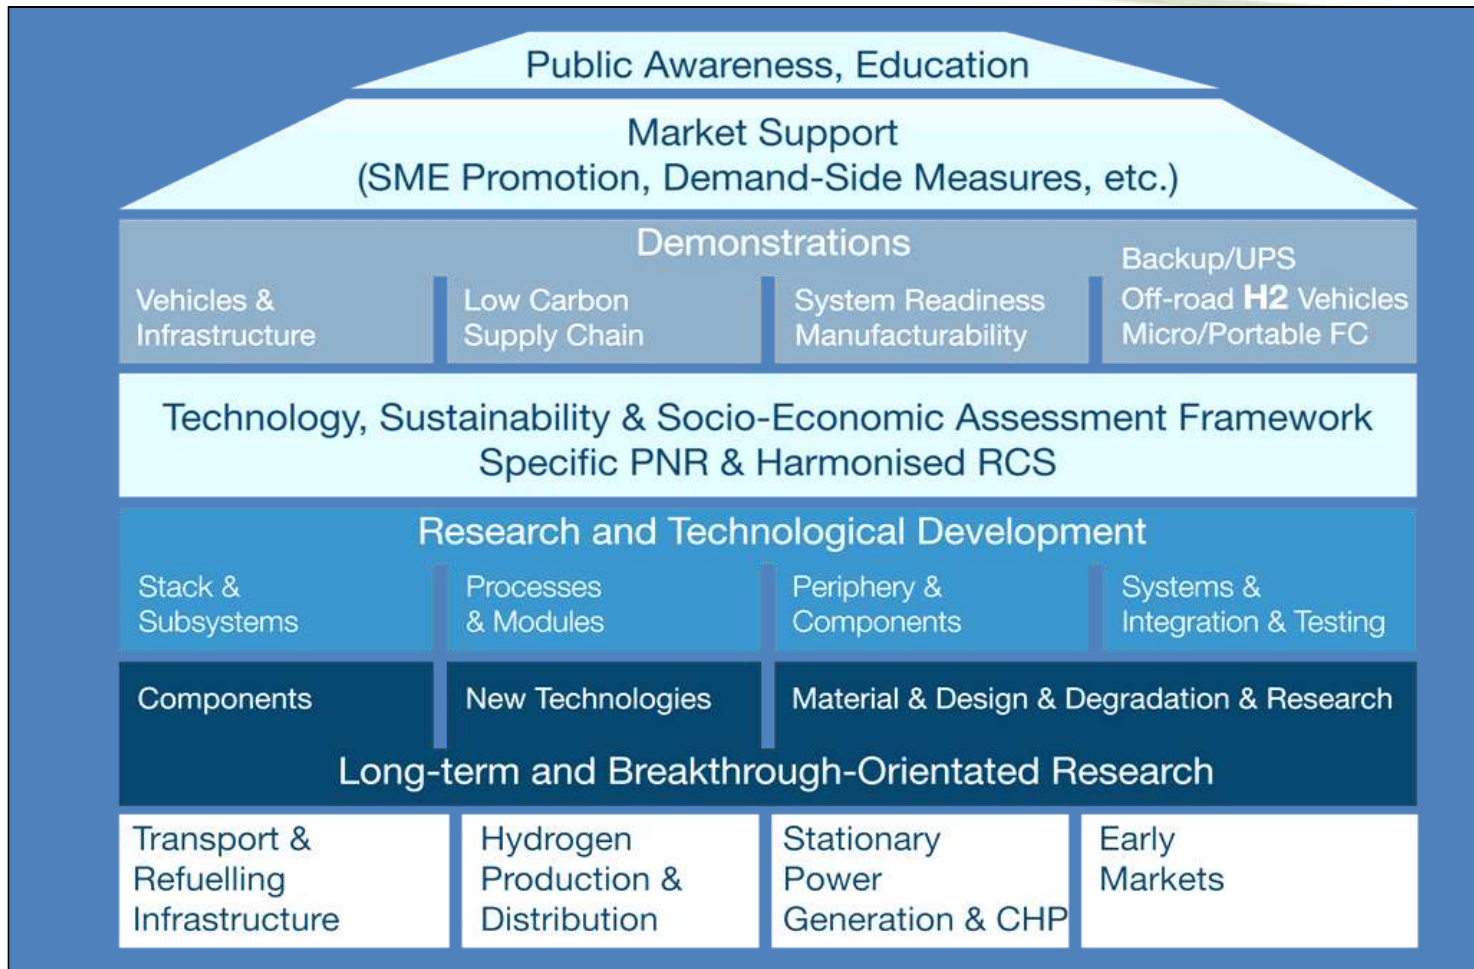 Public Awareness, Education
Market Support
(SME Promotion, Demand-Side Measures, etc.)
Demonstrations
Vehicles &
Infrastructure
Low Carbon
Supply Chain
System Readiness
Manufacturability
Backup/UPS
Off-road H2 Vehicles
Micro/Portable FC
Technology, Sustainability & Socio-Economic Assessment Framework
Specific PNR & Harmonised RCS
Research and Technological Development
Stack &
Subsystems
Processes
& Modules
Periphery &
Components
Systems &
Integration & Testing
Components
New Technologies
Material & Design & Degradation & Research
Long-term and Breakthrough-Orientated Research
Transport &
Refuelling
Infrastructure
Hydrogen
Production &
Distribution
Stationary
Power
Generation & CHP
Early
Markets